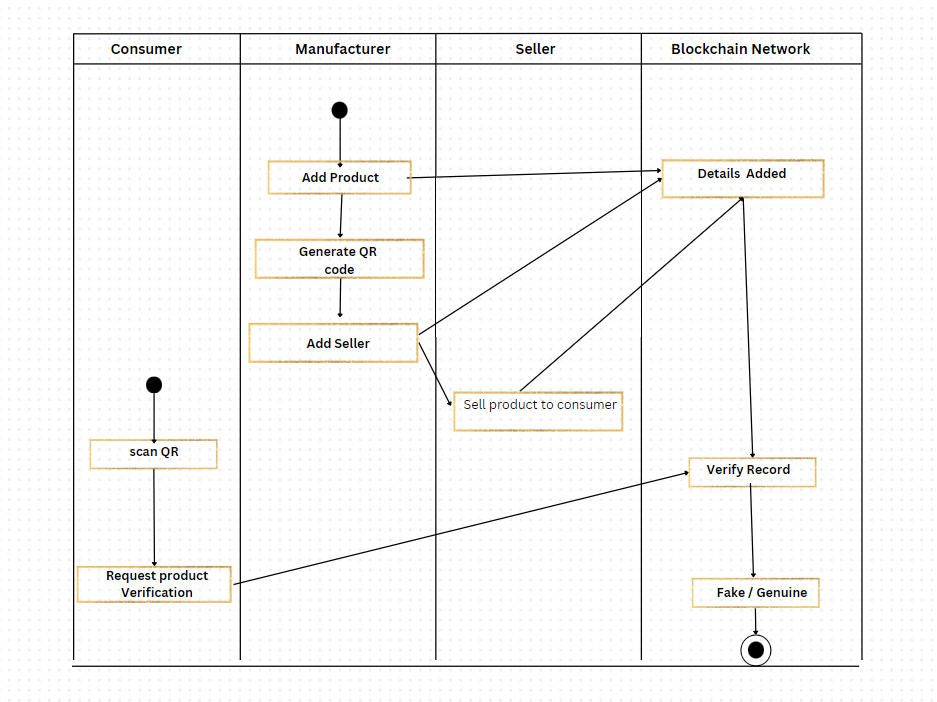 Consumer
Manufacturer
Seller
Blockchain Network
Add Product
Details  Added
Generate QR
code
Add Seller
Sell product to consumer
scan QR
Verify Record
Request product
Verification
Fake / Genuine